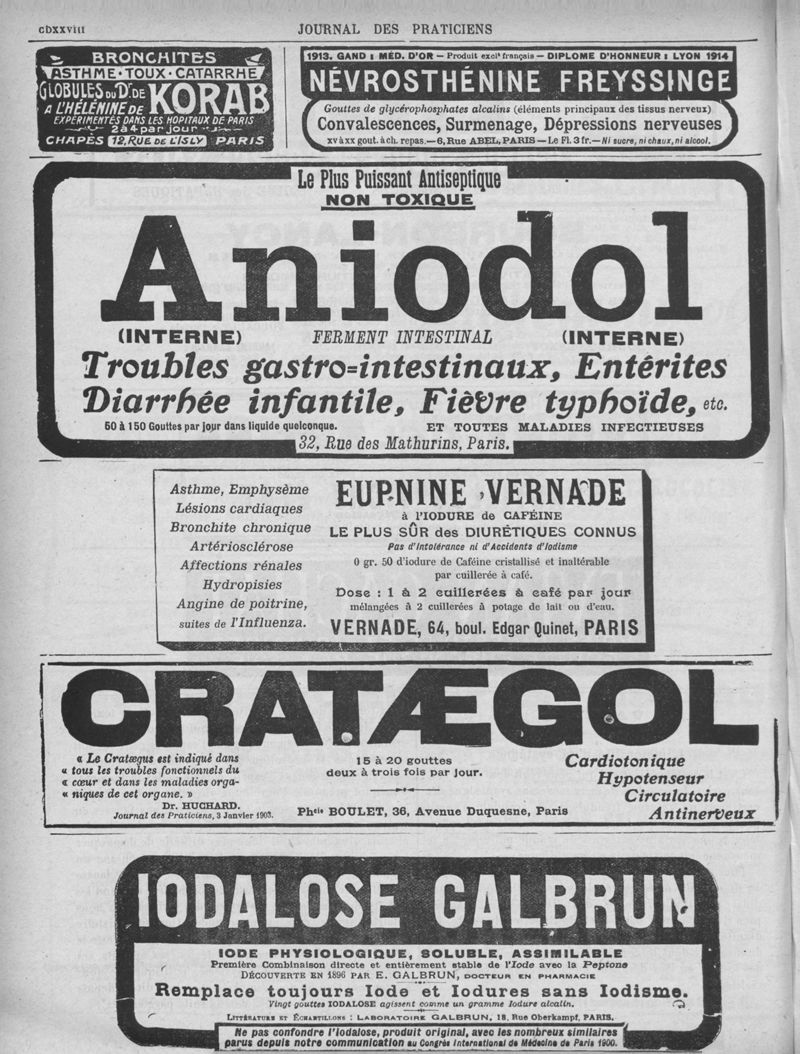 CDXXVIII
JOURNAL DES PRATICIENS
BRONCHITES
ASTHME • TOUX • CATARRHE
GLOBULES DU Dr. DE
KORAB
A L'HÉLÉNINE DE
EXPERIMENTÉS DANS LES HOPITAUX DE PARIS
2 à 4 par jour
CHAPÈS 12, RUE DE L'ISLY PARIS
1913. GAND : MÉD. D'OR — Produit exclt français — DIPLOME D'HONNEUR : LYON 1914
NÉVROSTHÉNINE FREYSSINGE
Gouttes de glycérophosphates alcalins (éléments principaux des tissus nerveux)
Convalescences, Surmenage, Dépressions nerveuses
XV à XX gout. à ch. repas. — 6, Rue ABEL, PARIS — Le Fl. 3 fr. — Ni sucre, ni chaux, ni alcool.
Le Plus Puissant Antiseptique
NON TOXIQUE
Aniodol
(INTERNE) FERMENT INTESTINAL (INTERNE)
Troubles gastro=intestinaux, Entérites
Diarrhée infantile, Fièvre typhoïde, etc.
50 à 150 Gouttes par jour dans liquide quelconque. ET TOUTES MALADIES INFECTIEUSES
32, Rue des Mathurins, Paris.
Asthme, Emphysème
Lésions cardiaques
Bronchite chronique
Artériosclérose
Affections rénales
Hydropisies
Angine de poitrine,
suites de l'Influenza.
EUPNINE VERNADE
à l'IODURE de CAFÉINE
LE PLUS SÛR des DIURÉTIQUES CONNUS
Pas d'Intolérance ni d'Accidents d'Iodisme
0 gr. 50 d'iodure de Caféine cristallisé et inaltérable
par cuillerée à café.
Dose : 1 à 2 cuillerées à café par jour
mélangées à 2 cuillerées à potage de lait ou d'eau.
VERNADE, 64, boul. Edgar Quinet, PARIS
CRATÆGOL
« Le Cratægus est indiqué dans
« tous les troubles fonctionnels du
« cœur et dans les maladies orga-
« niques de cet organe. »
Dr. HUCHARD.
Journal des Praticiens, 3 Janvier 1903.
15 à 20 gouttes
deux à trois fois par jour.
Phcie BOULET, 36, Avenue Duquesne, Paris
Cardiotonique
Hypotenseur
Circulatoire
Antinerveux
IODALOSE GALBRUN
IODE PHYSIOLOGIQUE, SOLUBLE, ASSIMILABLE
Première Combinaison directe et entièrement stable de l'Iode avec la Peptone
DÉCOUVERTE EN 1896 PAR E. GALBRUN, DOCTEUR EN PHARMACIE
Remplace toujours Iode et Iodures sans Iodisme.
Vingt gouttes IODALOSE agissent comme un gramme Iodure alcalin.
LITTÉRATURE ET ÉCHANTILLONS : LABORATOIRE GALBRUN, 18, Rue Oberkampf, PARIS.
Ne pas confondre l'Iodalose, produit original, avec les nombreux similaires
parus depuis notre communication au Congrès International de Médecine de Paris 1900.